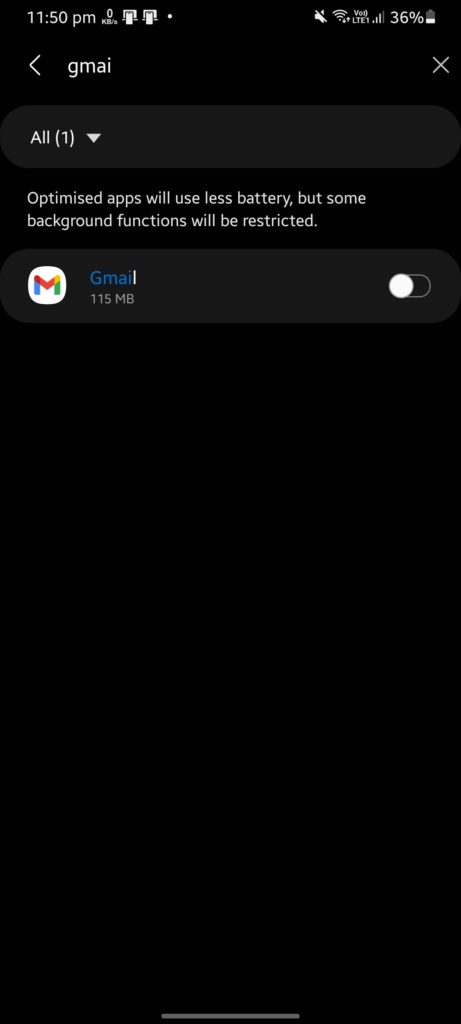 11:50 pm 0 KB/s Vo)) LTE1 36%
gmai
All (1)
Optimised apps will use less battery, but some
background functions will be restricted.
Gmail
115 MB